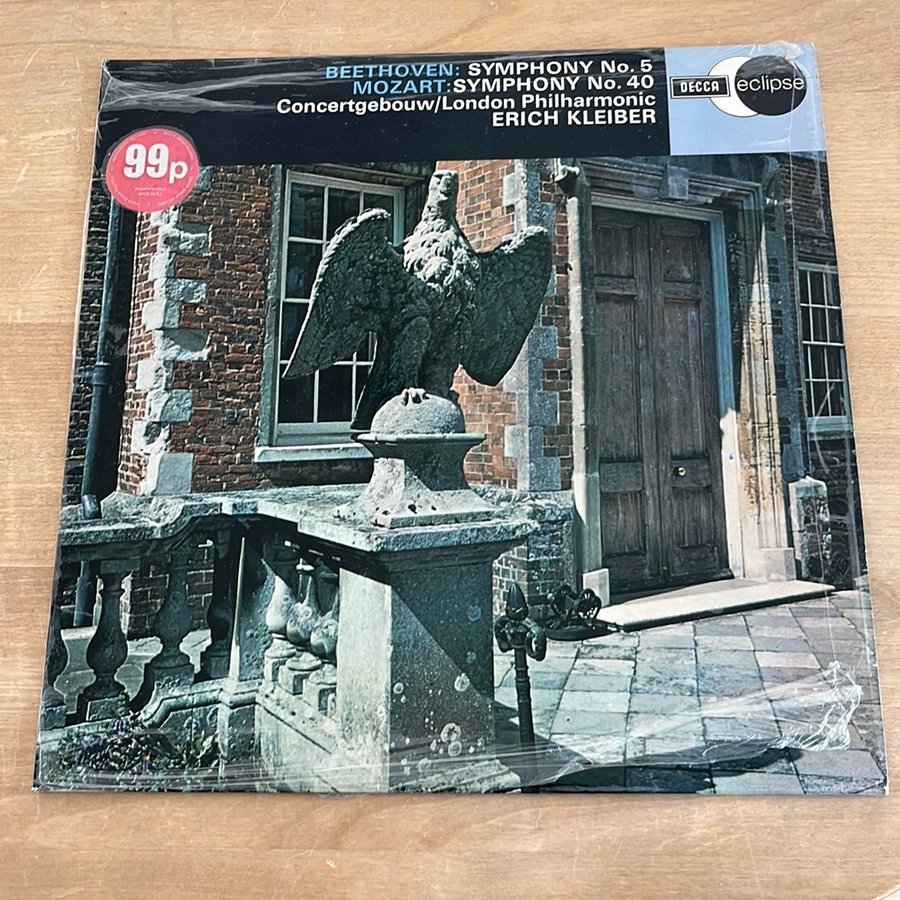 BEETHOVEN: SYMPHONY No. 5
MOZART: SYMPHONY No. 40
Concertgebouw/London Philharmonic
ERICH KLEIBER
DECCA eclipse
99p